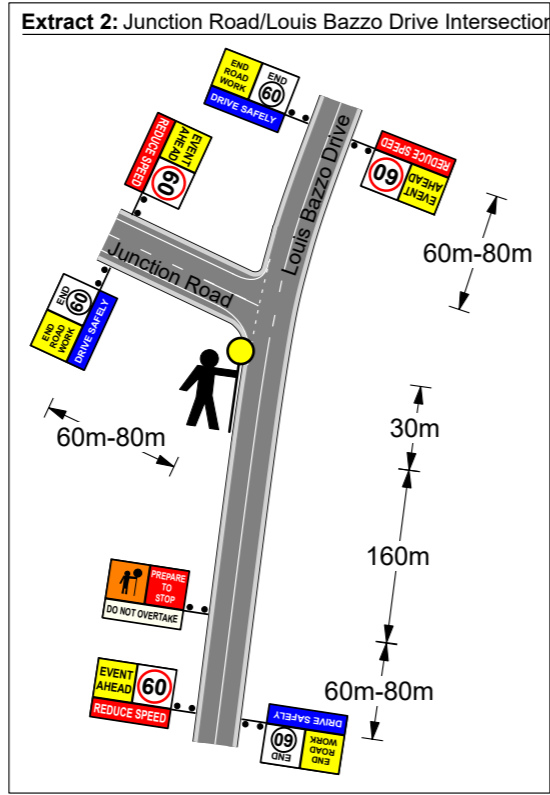 Extract 2: Junction Road/Louis Bazzo Drive Intersection
END
ROAD
WORK
END
60
DRIVE SAFELY
REDUCE SPEED
EVENT
AHEAD
60
REDUCE SPEED
EVENT
AHEAD
60
Louis Bazzo Drive
Junction Road
60m-80m
END
60
END
ROAD
WORK
DRIVE SAFELY
60m-80m
30m
160m
PREPARE
TO
STOP
DO NOT OVERTAKE
60m-80m
EVENT
AHEAD
60
REDUCE SPEED
DRIVE SAFELY
END
60
END
ROAD
WORK